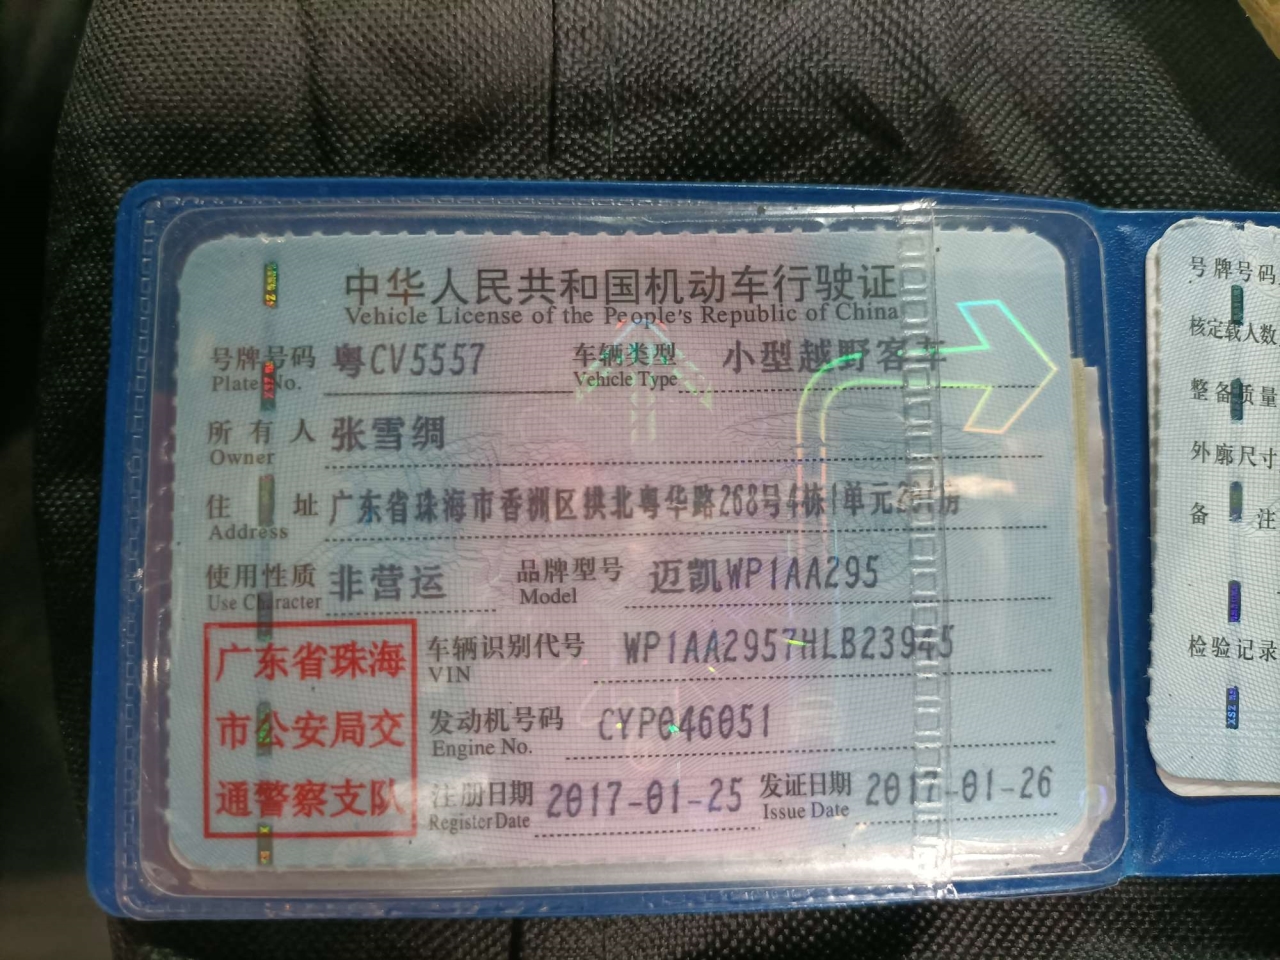 中华人民共和国机动车行驶证
Vehicle License of the People's Republic of China
号牌号码 粤CV5557 车辆类型 小型越野客车
Plate No. Vehicle Type
所有人 张雪绸
Owner
住址 广东省珠海市香洲区拱北粤华路268号4栋1单元
Address
使用性质 非营运 品牌型号 迈凯WP1AA295
Use Character Model
车辆识别代号 WP1AA2957HLB23945
VIN
发动机号码 CYP046051
Engine No.
注册日期 2017-01-25 发证日期 2017-01-26
Register Date Issue Date
广东省珠海
市公安局交
通警察支队
号牌号码
核定载人数
整备质量
外廓尺寸
备注
检验记录